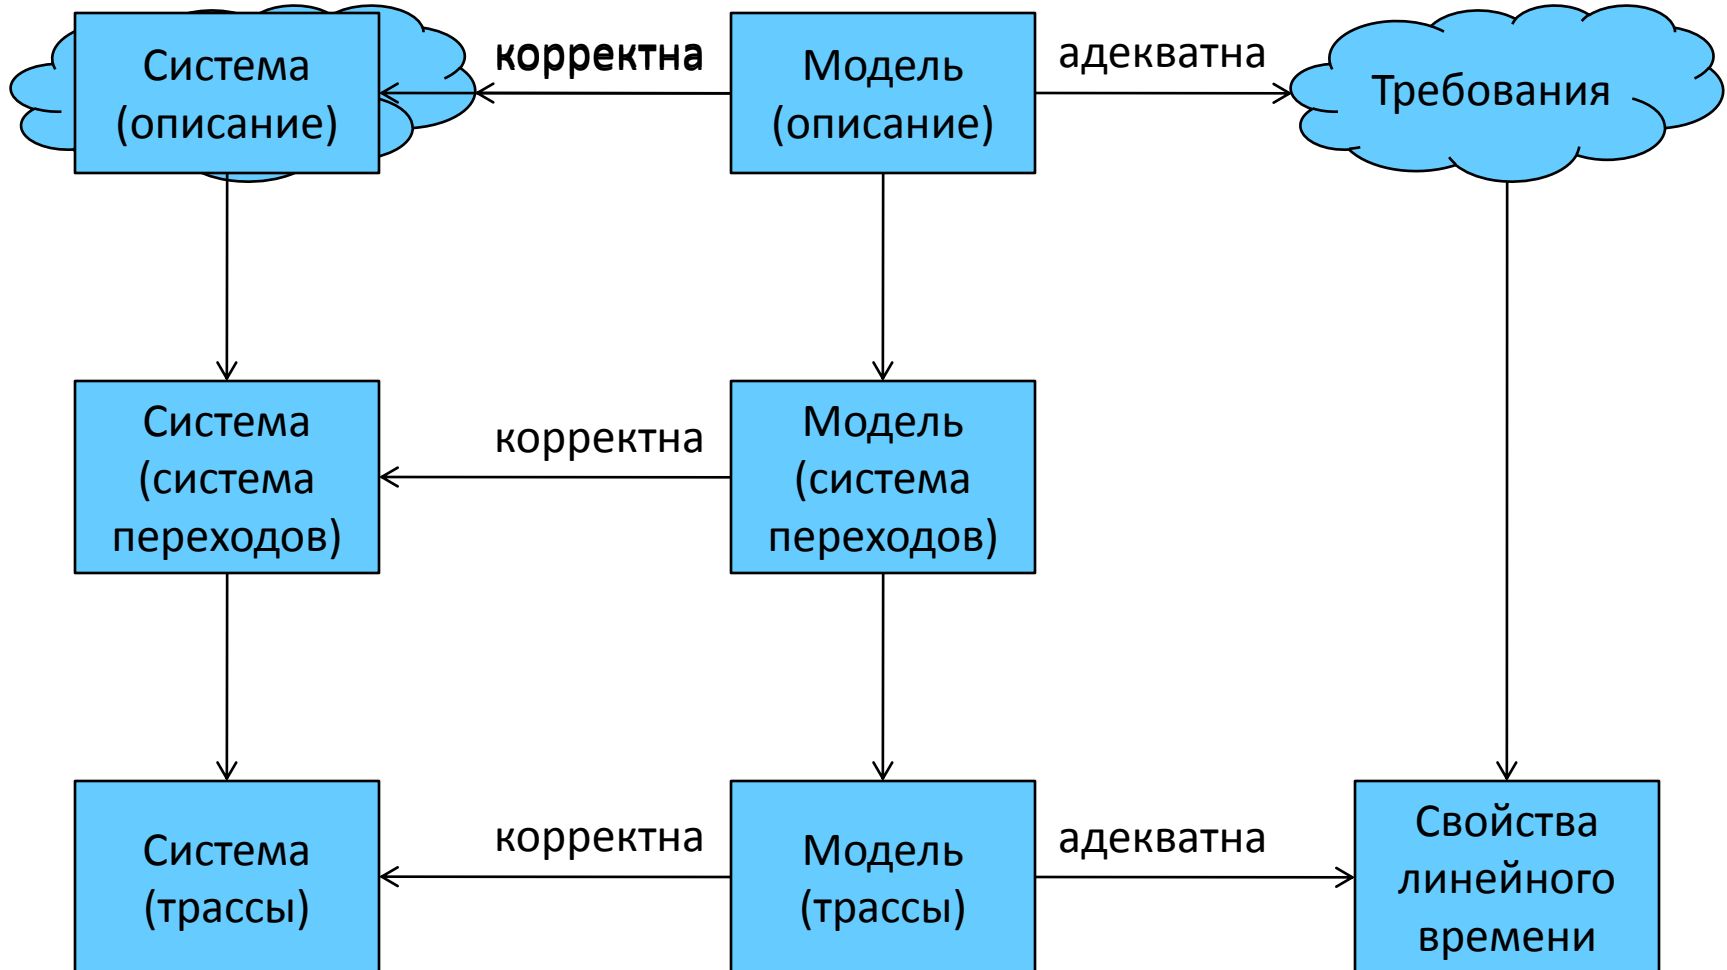 Система
(описание)
корректна
Модель
(описание)
адекватна
Требования
Система
(система
переходов)
корректна
Модель
(система
переходов)
Система
(трассы)
корректна
Модель
(трассы)
адекватна
Свойства
линейного
времени